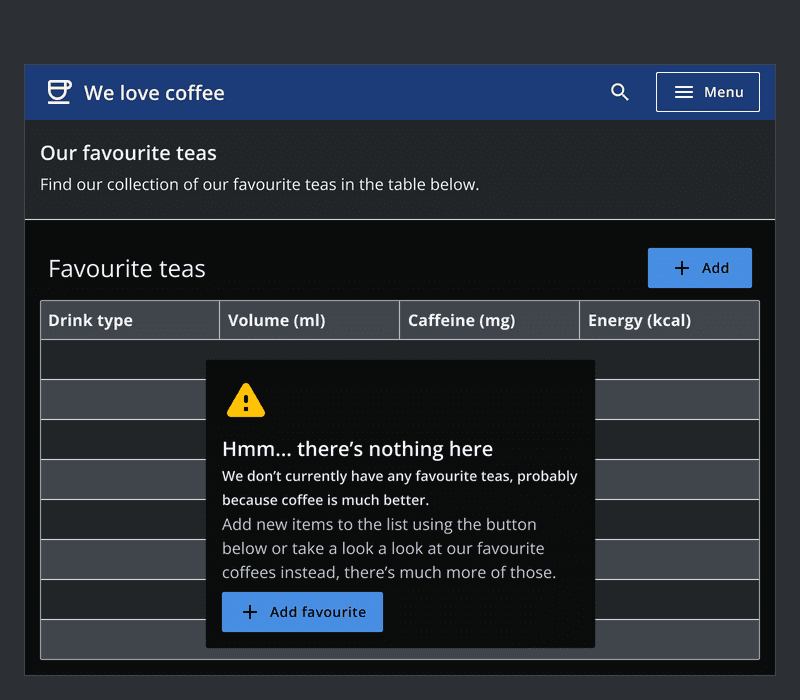 We love coffee
Menu
Our favourite teas
Find our collection of our favourite teas in the table below.
Favourite teas
Add
Drink type
Volume (ml)
Caffeine (mg)
Energy (kcal)
Hmm... there's nothing here
We don't currently have any favourite teas, probably
because coffee is much better.
Add new items to the list using the button
below or take a look a look at our favourite
coffees instead, there's much more of those.
Add favourite